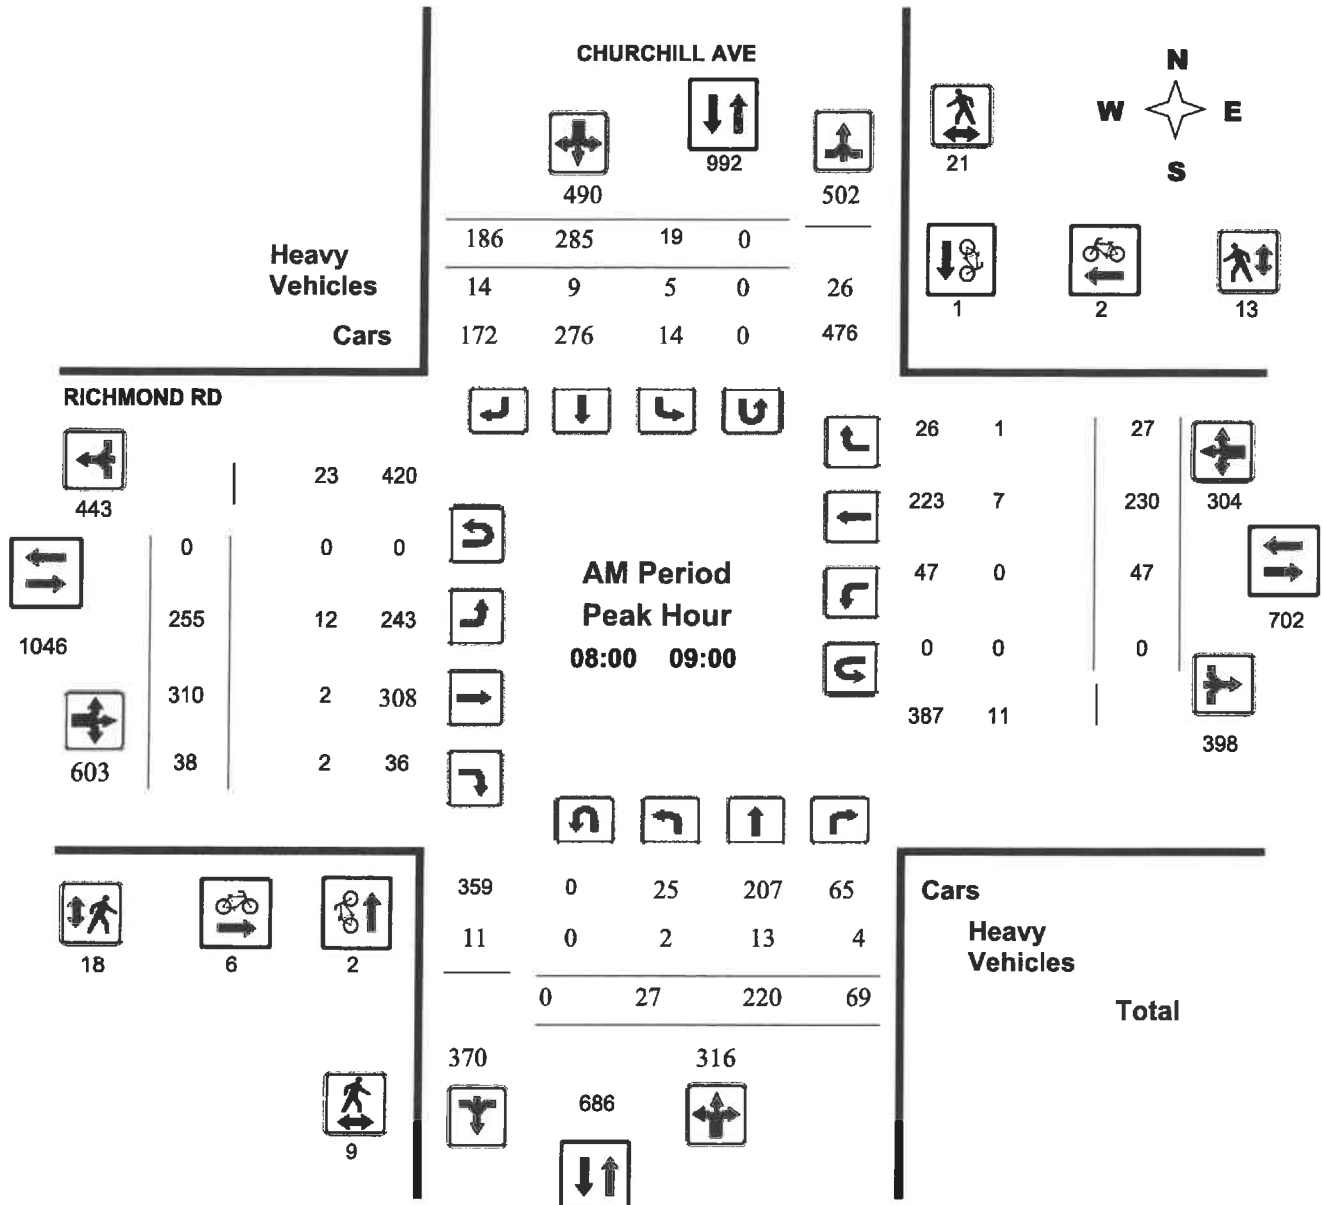 CHURCHILL AVE
N
W E
S
992
21
490
502
186 285 19 0
Heavy
Vehicles
14 9 5 0 26
1 2 13
Cars 172 276 14 0 476
RICHMOND RD
26 1 27
23 420
443
223 7 230 304
0 0 0
AM Period
47 0 47
Peak Hour
255 12 243
702
1046
08:00 09:00
0 0 0
310 2 308
387 11
398
603 38 2 36
359 0 25 207 65 Cars
11 0 2 13 4 Heavy
Vehicles
18 6 2
0 27 220 69
Total
370 316
686
9